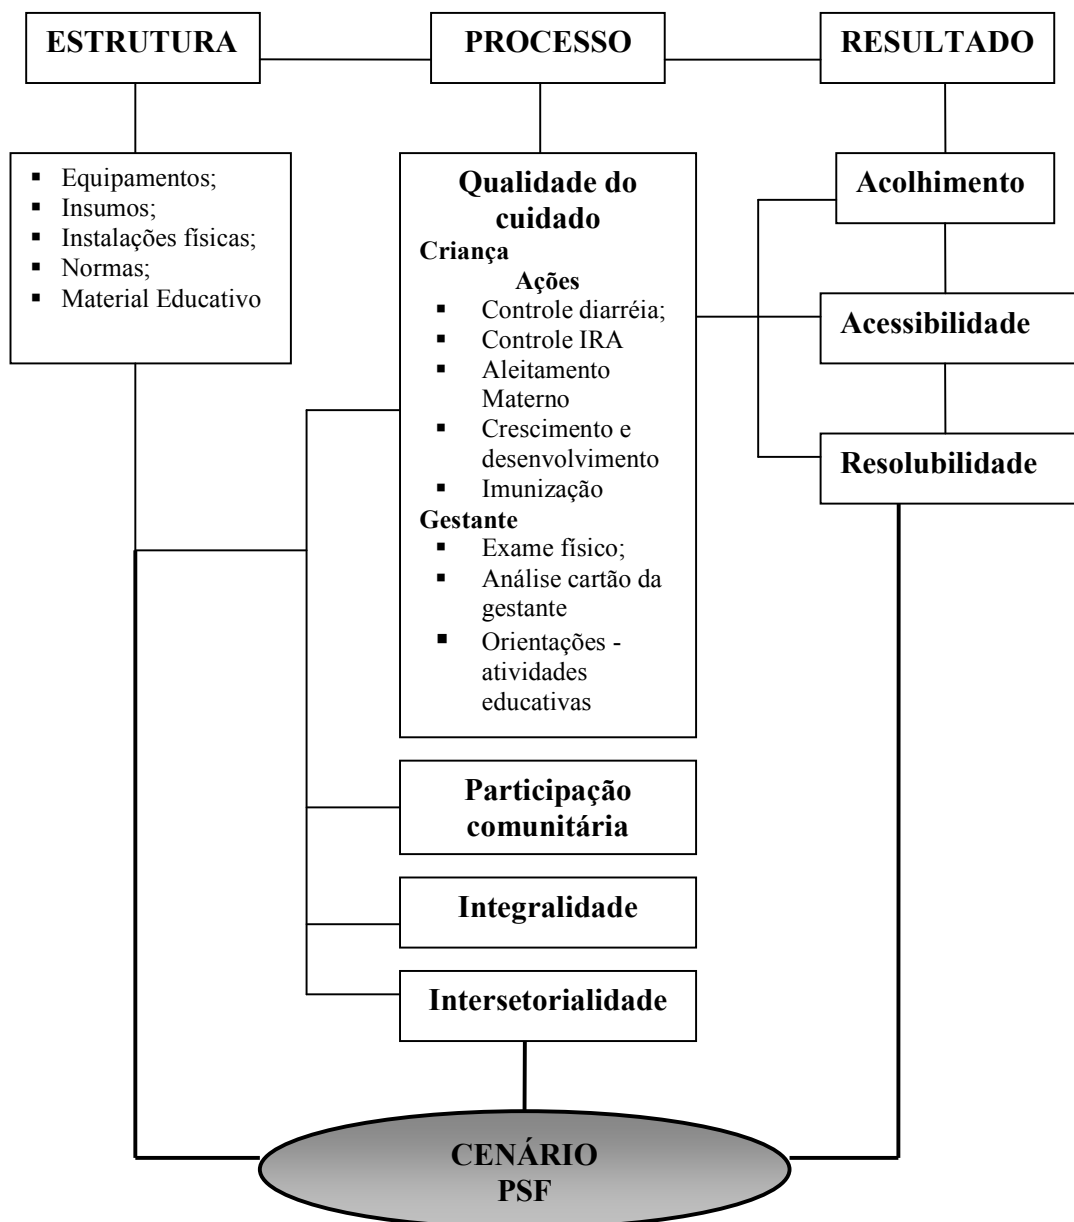 ESTRUTURA
PROCESSO
RESULTADO
▪ Equipamentos;
▪ Insumos;
▪ Instalações físicas;
▪ Normas;
▪ Material Educativo
Qualidade do
cuidado
Criança
Ações
▪ Controle diarréia;
▪ Controle IRA
▪ Aleitamento
Materno
▪ Crescimento e
desenvolvimento
▪ Imunização
Gestante
▪ Exame físico;
▪ Análise cartão da
gestante
▪ Orientações -
atividades
educativas
Acolhimento
Acessibilidade
Resolubilidade
Participação
comunitária
Integralidade
Intersetorialidade
CENÁRIO
PSF